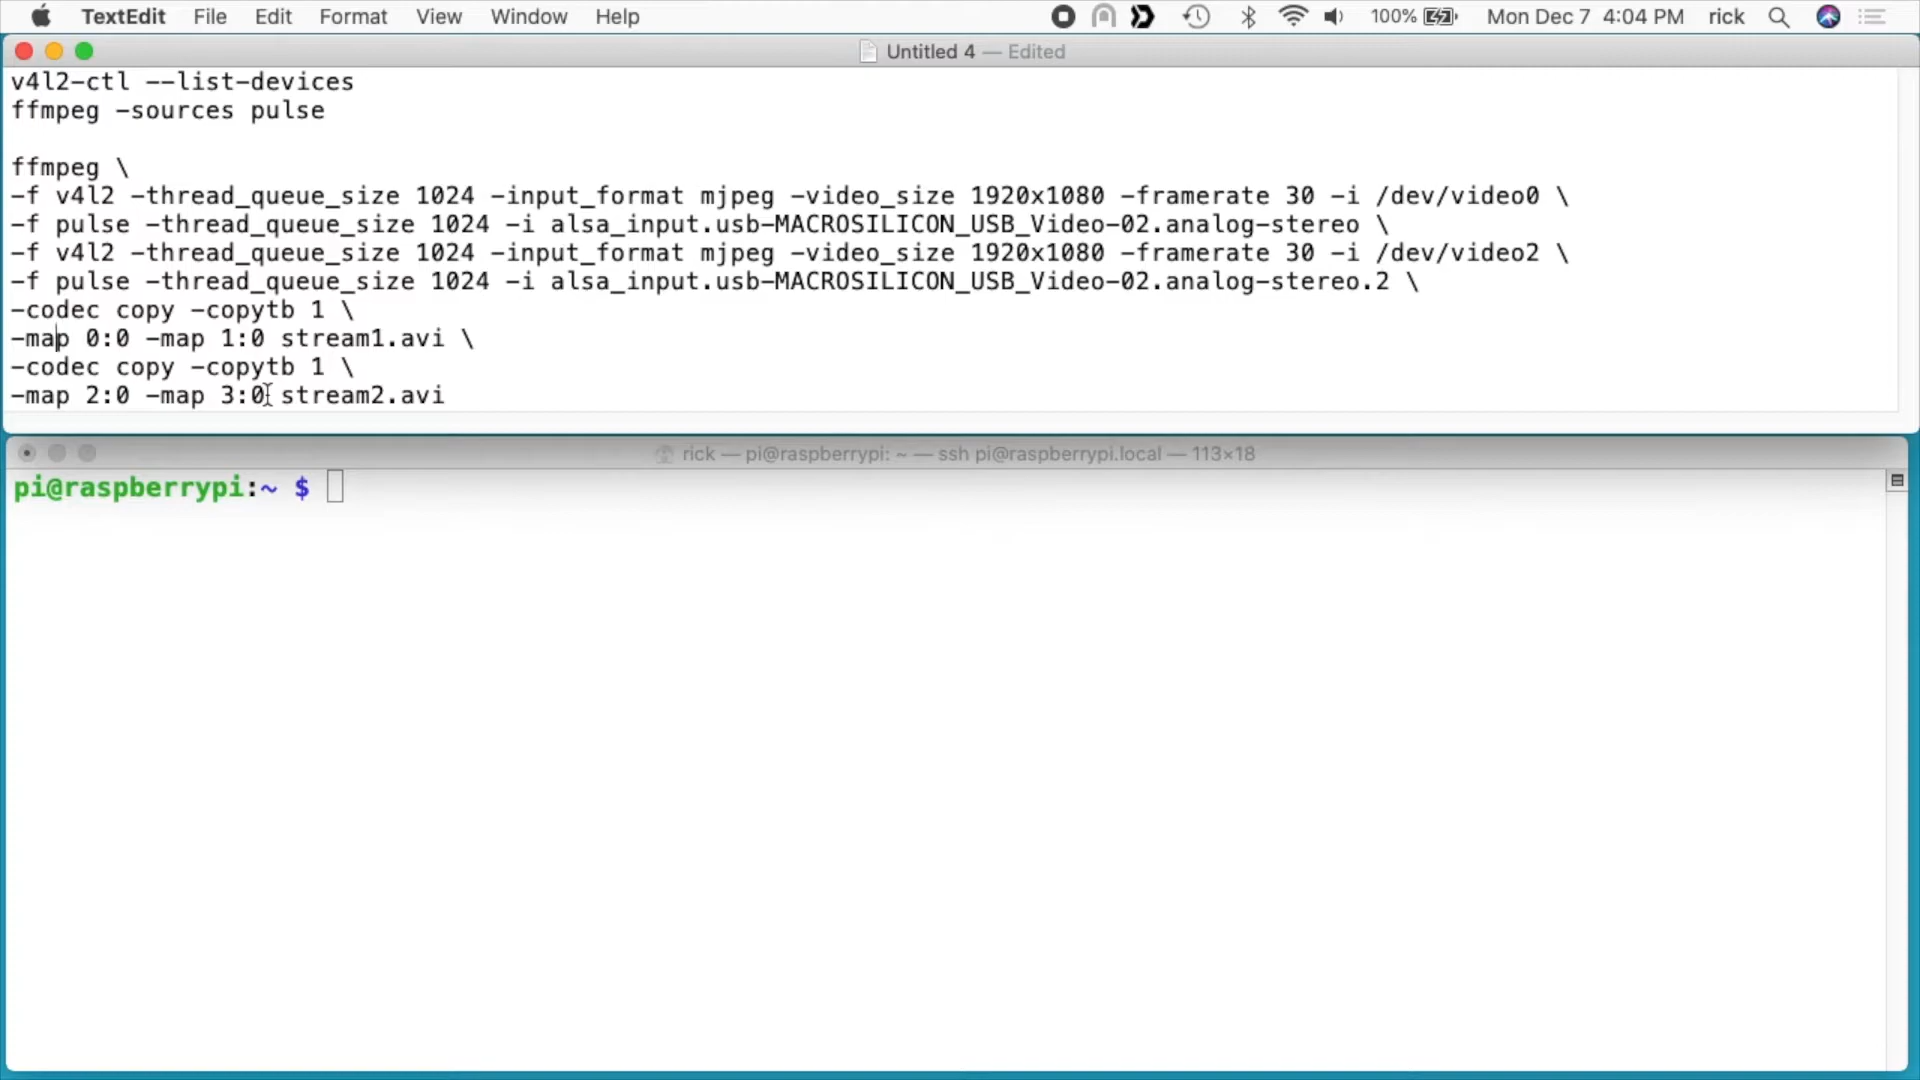 TextEdit File Edit Format View Window Help 100% Mon Dec 7 4:04 PM rick
Untitled 4 — Edited
v4l2-ctl --list-devices
ffmpeg -sources pulse
ffmpeg \
-f v4l2 -thread_queue_size 1024 -input_format mjpeg -video_size 1920x1080 -framerate 30 -i /dev/video0 \
-f pulse -thread_queue_size 1024 -i alsa_input.usb-MACROSILICON_USB_Video-02.analog-stereo \
-f v4l2 -thread_queue_size 1024 -input_format mjpeg -video_size 1920x1080 -framerate 30 -i /dev/video2 \
-f pulse -thread_queue_size 1024 -i alsa_input.usb-MACROSILICON_USB_Video-02.analog-stereo.2 \
-codec copy -copytb 1 \
-map 0:0 -map 1:0 stream1.avi \
-codec copy -copytb 1 \
-map 2:0 -map 3:0 stream2.avi
rick — pi@raspberrypi: ~ — ssh pi@raspberrypi.local — 113×18
pi@raspberrypi:~ $